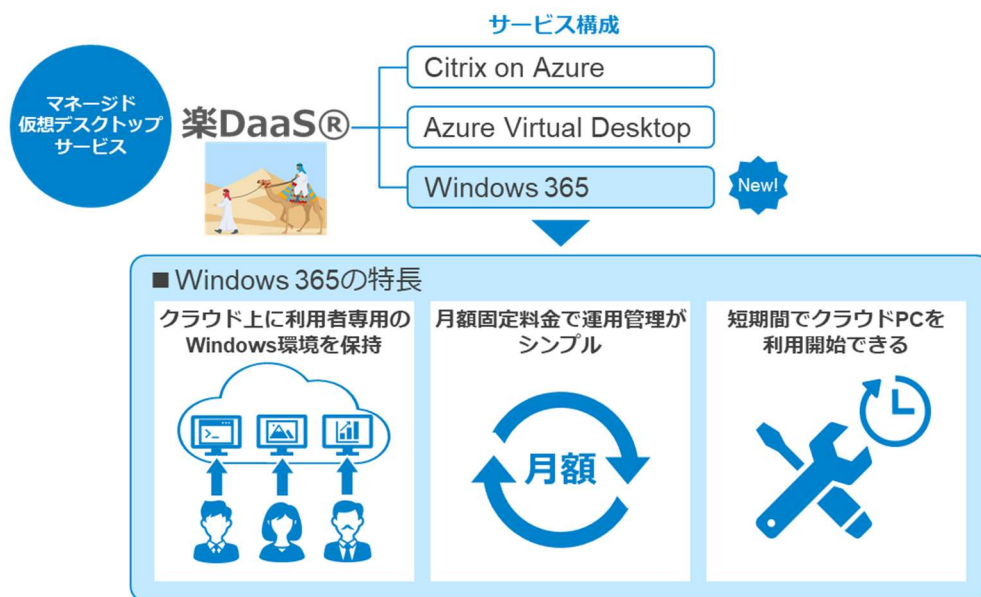 サービス構成
マネージド
仮想デスクトップ
サービス
楽DaaS®
Citrix on Azure
Azure Virtual Desktop
Windows 365
New!
■Windows 365の特長
クラウド上に利用者専用の
Windows環境を保持
月額固定料金で運用管理が
シンプル
月額
短期間でクラウドPCを
利用開始できる